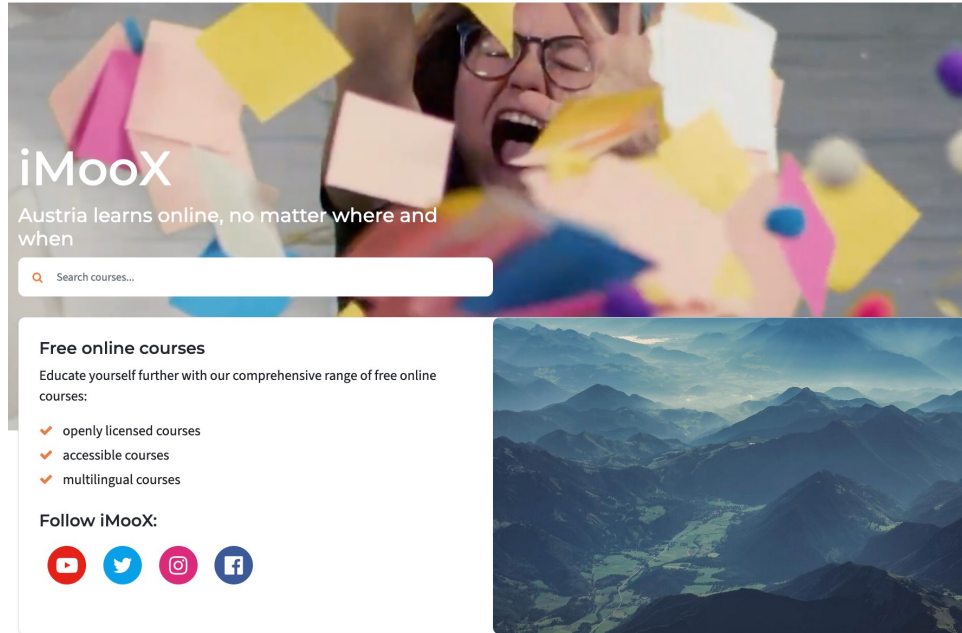 iMooX
Austria learns online, no matter where and
when
Search courses...
Free online courses
Educate yourself further with our comprehensive range of free online
courses:
openly licensed courses
accessible courses
multilingual courses
Follow iMooX: